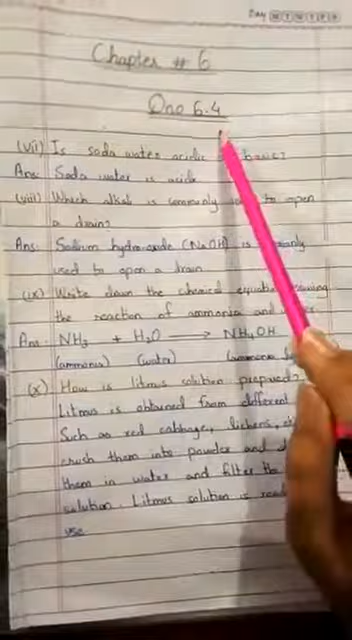 Day M T W T F S
Chapter # 6
Que 6.4
(vii) Is soda water acidic basic?
Ans: Soda water is acidic
(viii) Which alkali is commonly to open
a drain?
Ans: Sodium hydroxide (NaOH) is
used to open a drain
(ix) Write down the chemical equation
the reaction of ammonia and
Ans: NH3 + H2O → NH4OH
(ammonia) (water) (ammonia
(x) How is litmus solution prepared?
Litmus is obtained from different
Such as red cabbage, lichens,
crush them into powder and
them in water and filter the
solution. Litmus solution is
use